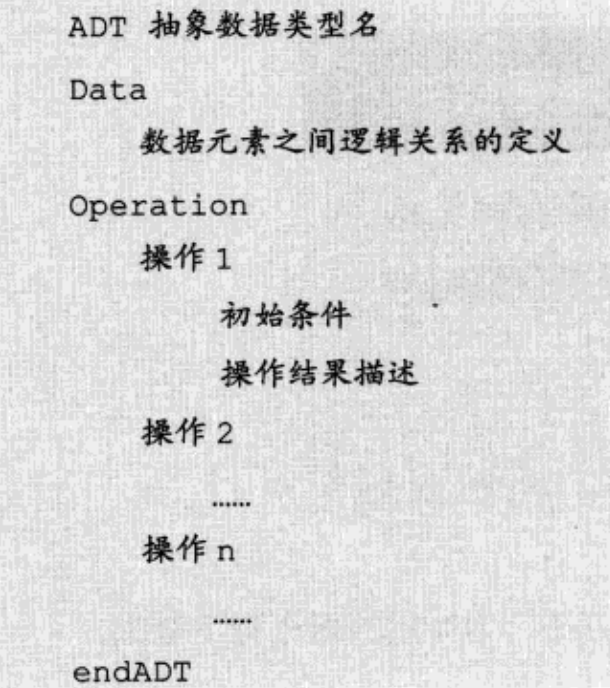 ADT 抽象数据类型名
Data
数据元素之间逻辑关系的定义
Operation
操作 1
初始条件
操作结果描述
操作 2
……
操作 n
……
endADT